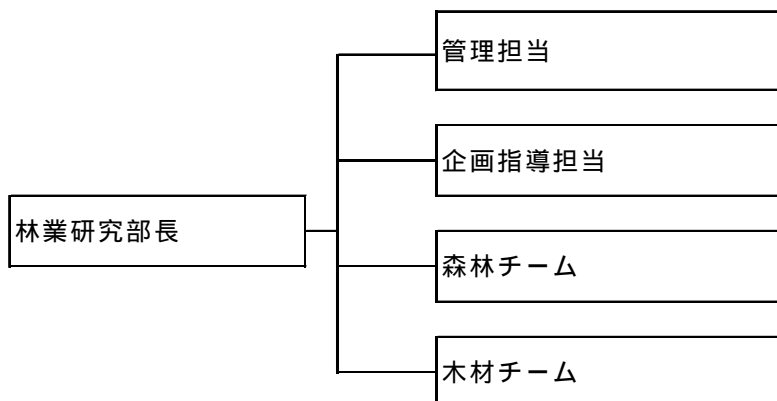 管理担当
企画指導担当
林業研究部長
森林チーム
木材チーム